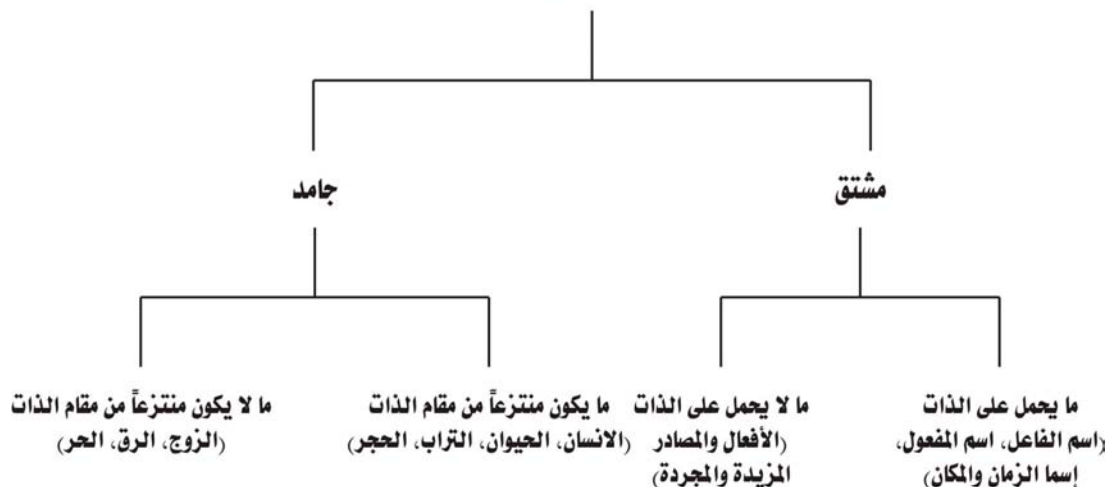 مشتق
جامد
ما يحمل على الذات
(اسم الفاعل، اسم المفعول،
إسما الزمان والمكان)
ما لا يحمل على الذات
(الأفعال والمصادر
المزيدة والمجردة)
ما يكون منتزعاً من مقام الذات
(الانسان، الحيوان، التراب، الحجر)
ما لا يكون منتزعاً من مقام الذات
(الزوج، الرق، الحر)